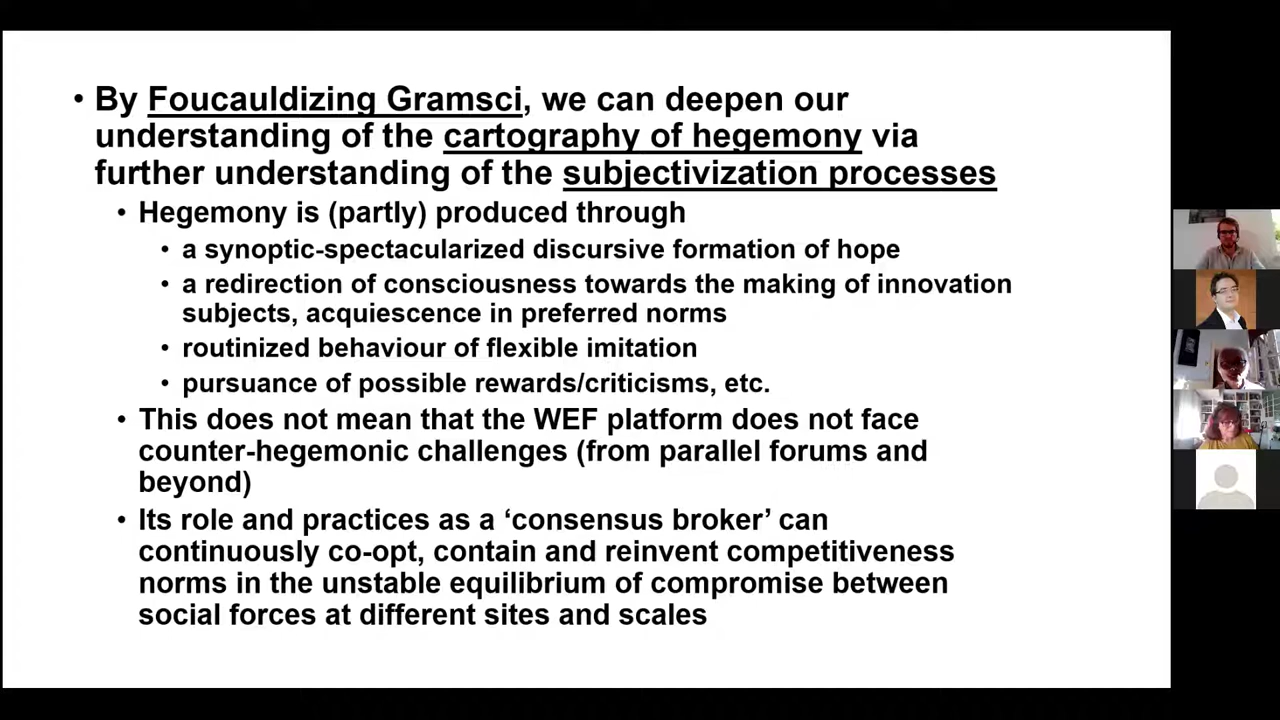 • By Foucauldizing Gramsci, we can deepen our
understanding of the cartography of hegemony via
further understanding of the subjectivization processes
• Hegemony is (partly) produced through
• a synoptic-spectacularized discursive formation of hope
• a redirection of consciousness towards the making of innovation
subjects, acquiescence in preferred norms
• routinized behaviour of flexible imitation
• pursuance of possible rewards/criticisms, etc.
• This does not mean that the WEF platform does not face
counter-hegemonic challenges (from parallel forums and
beyond)
• Its role and practices as a ‘consensus broker’ can
continuously co-opt, contain and reinvent competitiveness
norms in the unstable equilibrium of compromise between
social forces at different sites and scales